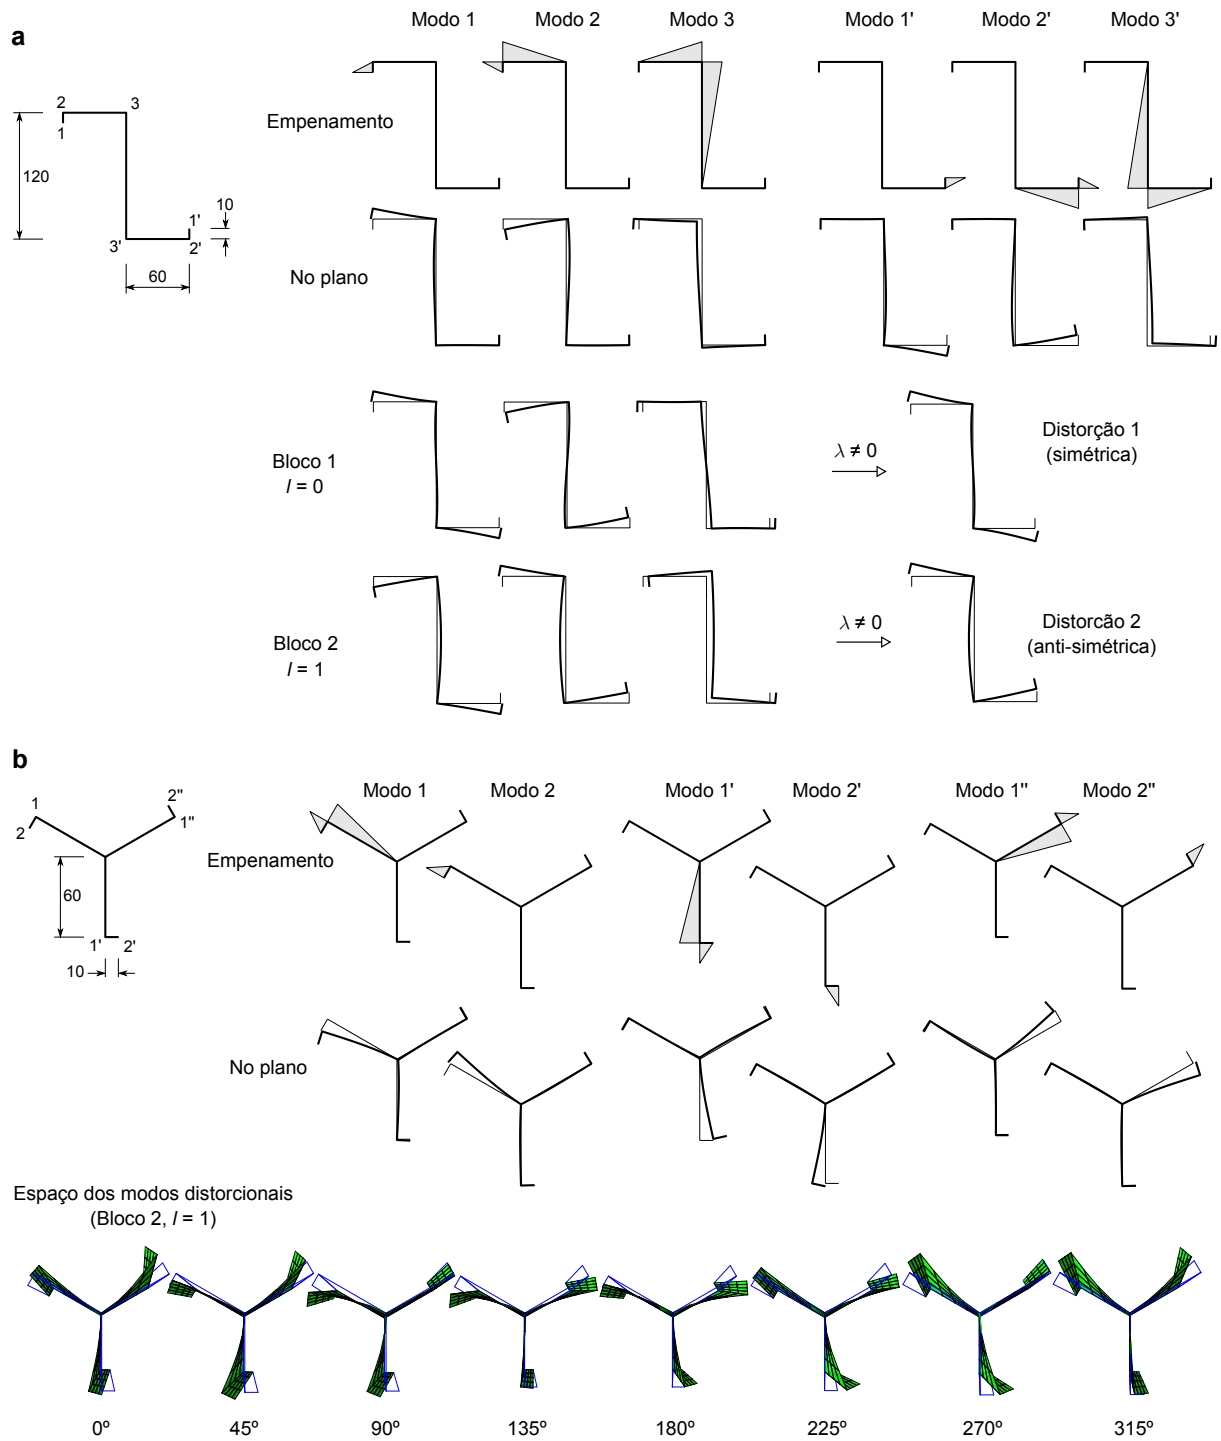 a
Modo 1 Modo 2 Modo 3 Modo 1' Modo 2' Modo 3'
2 3
1
120
10
1'
3' 2'
60
Empenamento
No plano
Bloco 1
l = 0
λ ≠ 0
Distorção 1
(simétrica)
Bloco 2
l = 1
λ ≠ 0
Distorcão 2
(anti-simétrica)
b
Modo 1 Modo 2 Modo 1' Modo 2' Modo 1'' Modo 2''
1 2''
2 1''
60
1' 2'
10
Empenamento
No plano
Espaço dos modos distorcionais
(Bloco 2, l = 1)
0º 45º 90º 135º 180º 225º 270º 315º